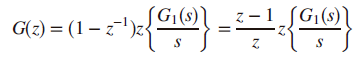 G(z) = (1 − z⁻¹)z{G₁(s)/s} = (z − 1)/z z{G₁(s)/s}